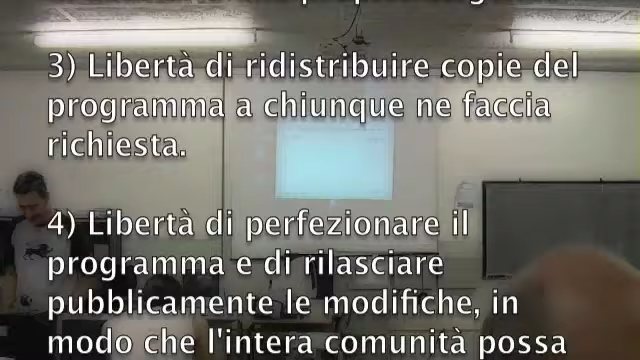 3) Libertà di ridistribuire copie del
programma a chiunque ne faccia
richiesta.
4) Libertà di perfezionare il
programma e di rilasciare
pubblicamente le modifiche, in
modo che l'intera comunità possa